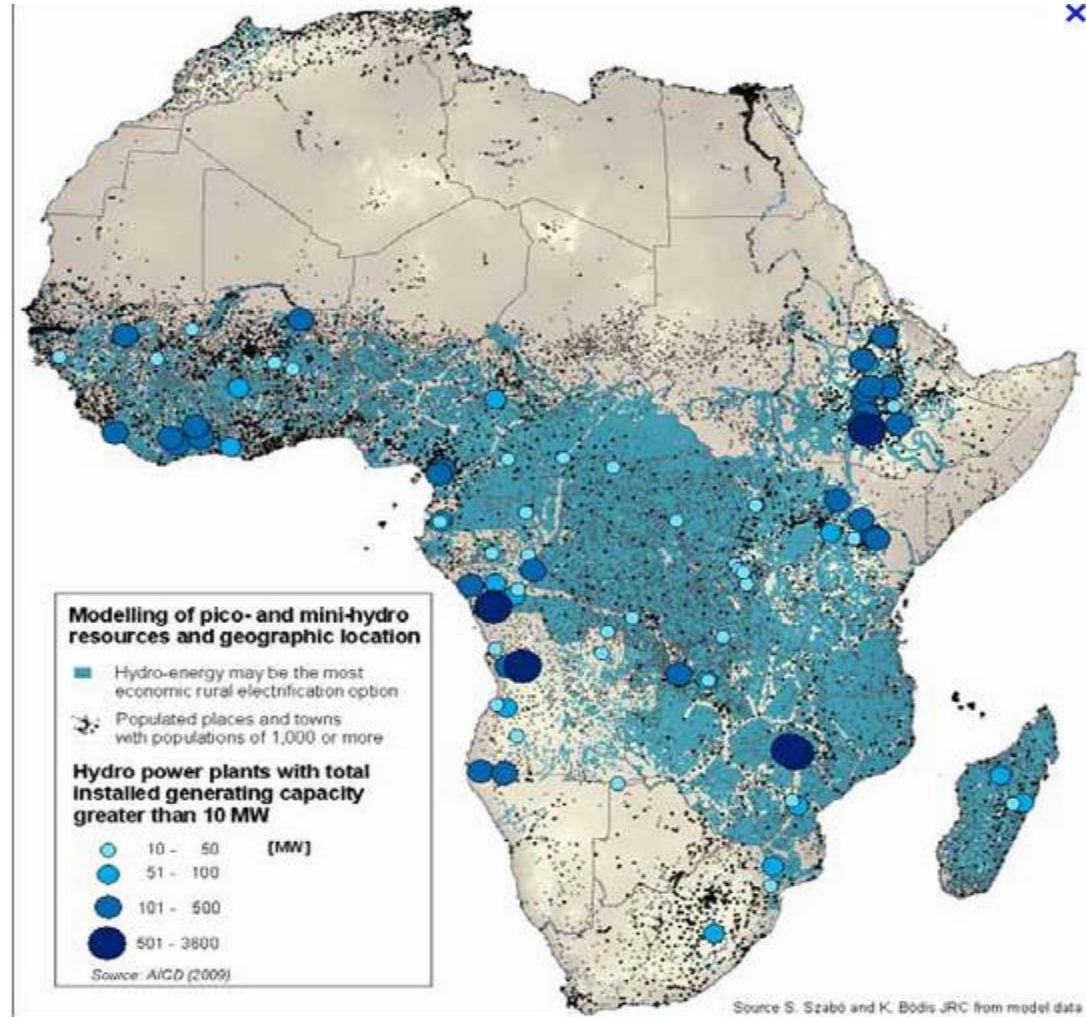 Modelling of pico- and mini-hydro
resources and geographic location
Hydro-energy may be the most
economic rural electrification option
Populated places and towns
with populations of 1,000 or more
Hydro power plants with total
installed generating capacity
greater than 10 MW
10 - 50 [MW]
51 - 100
101 - 500
501 - 3600
Source: AICD (2009)
Source S. Szabó and K. Bódis JRC from model data